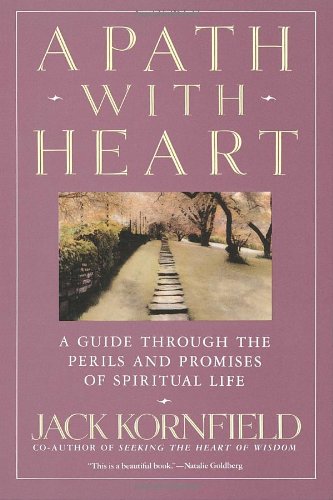 A PATH
WITH
HEART
A GUIDE THROUGH THE
PERILS AND PROMISES
OF SPIRITUAL LIFE
JACK KORNFIELD
CO-AUTHOR OF SEEKING THE HEART OF WISDOM
"This is a beautiful book."—Natalie Goldberg